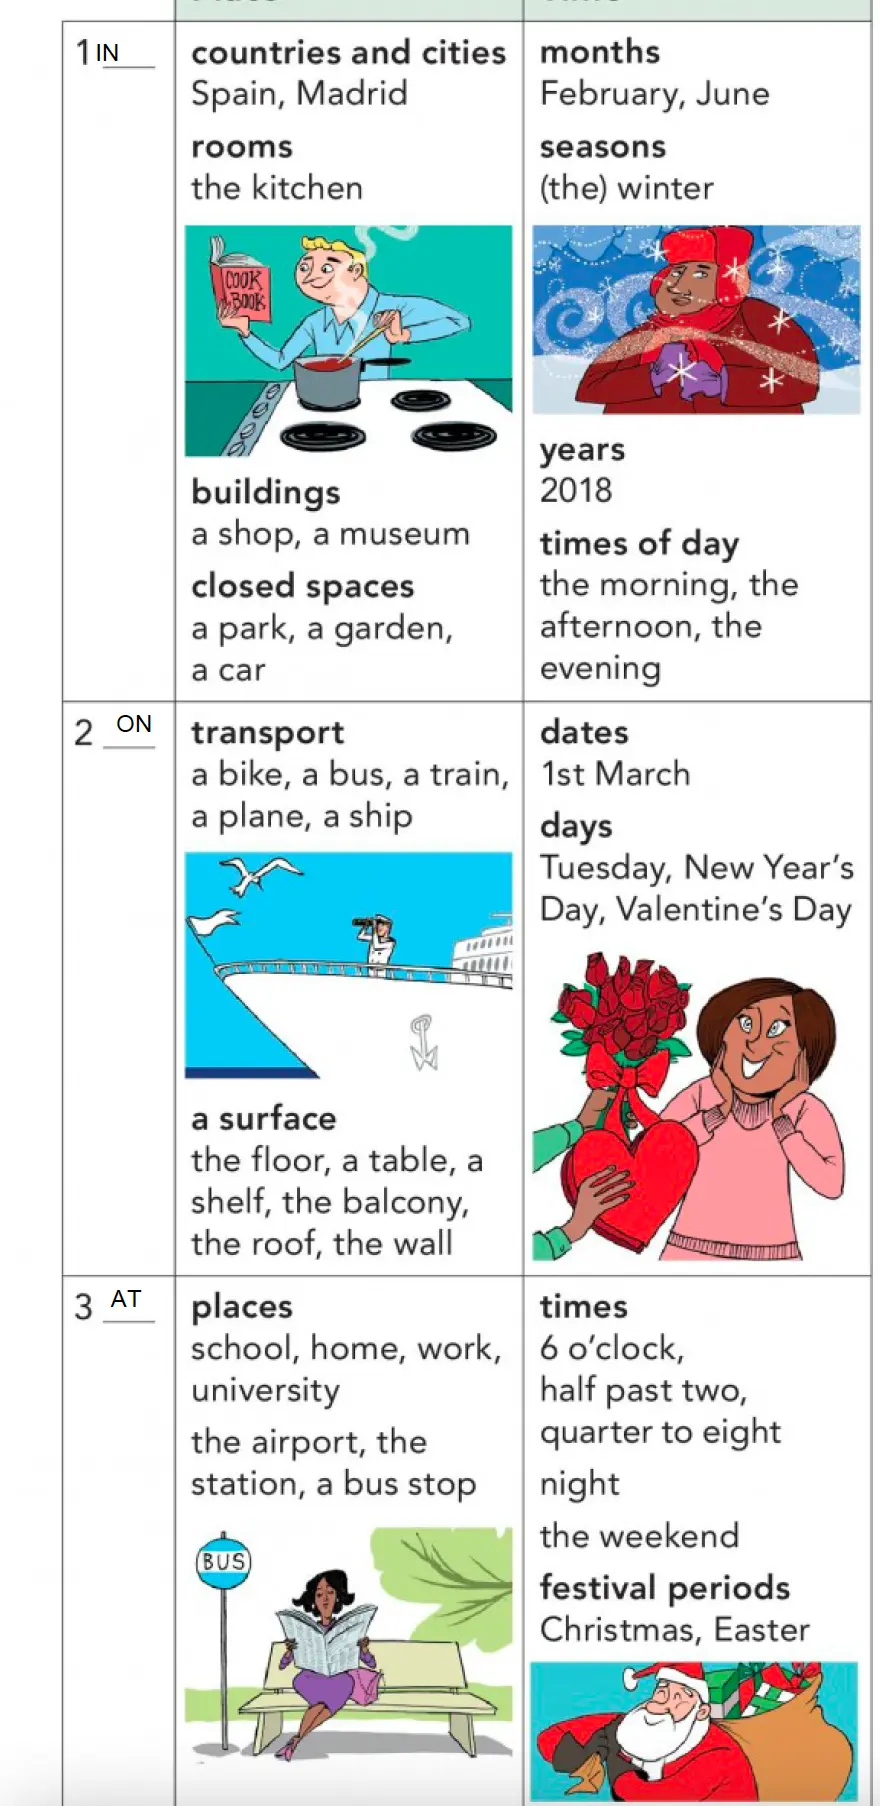 1 IN
countries and cities
Spain, Madrid
rooms
the kitchen
COOK
BOOK
buildings
a shop, a museum
closed spaces
a park, a garden,
a car
months
February, June
seasons
(the) winter
years
2018
times of day
the morning, the
afternoon, the
evening
2 ON
transport
a bike, a bus, a train,
a plane, a ship
a surface
the floor, a table, a
shelf, the balcony,
the roof, the wall
dates
1st March
days
Tuesday, New Year’s
Day, Valentine’s Day
3 AT
places
school, home, work,
university
the airport, the
station, a bus stop
BUS
times
6 o’clock,
half past two,
quarter to eight
night
the weekend
festival periods
Christmas, Easter